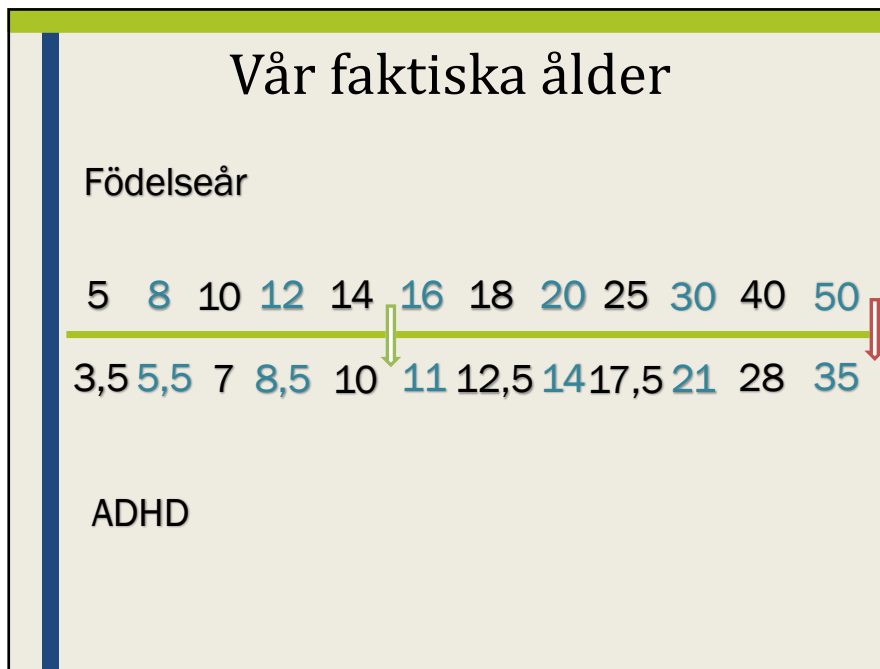 Vår faktiska ålder
Födelseår
5 8 10 12 14 16 18 20 25 30 40 50
3,5 5,5 7 8,5 10 11 12,5 14 17,5 21 28 35
ADHD